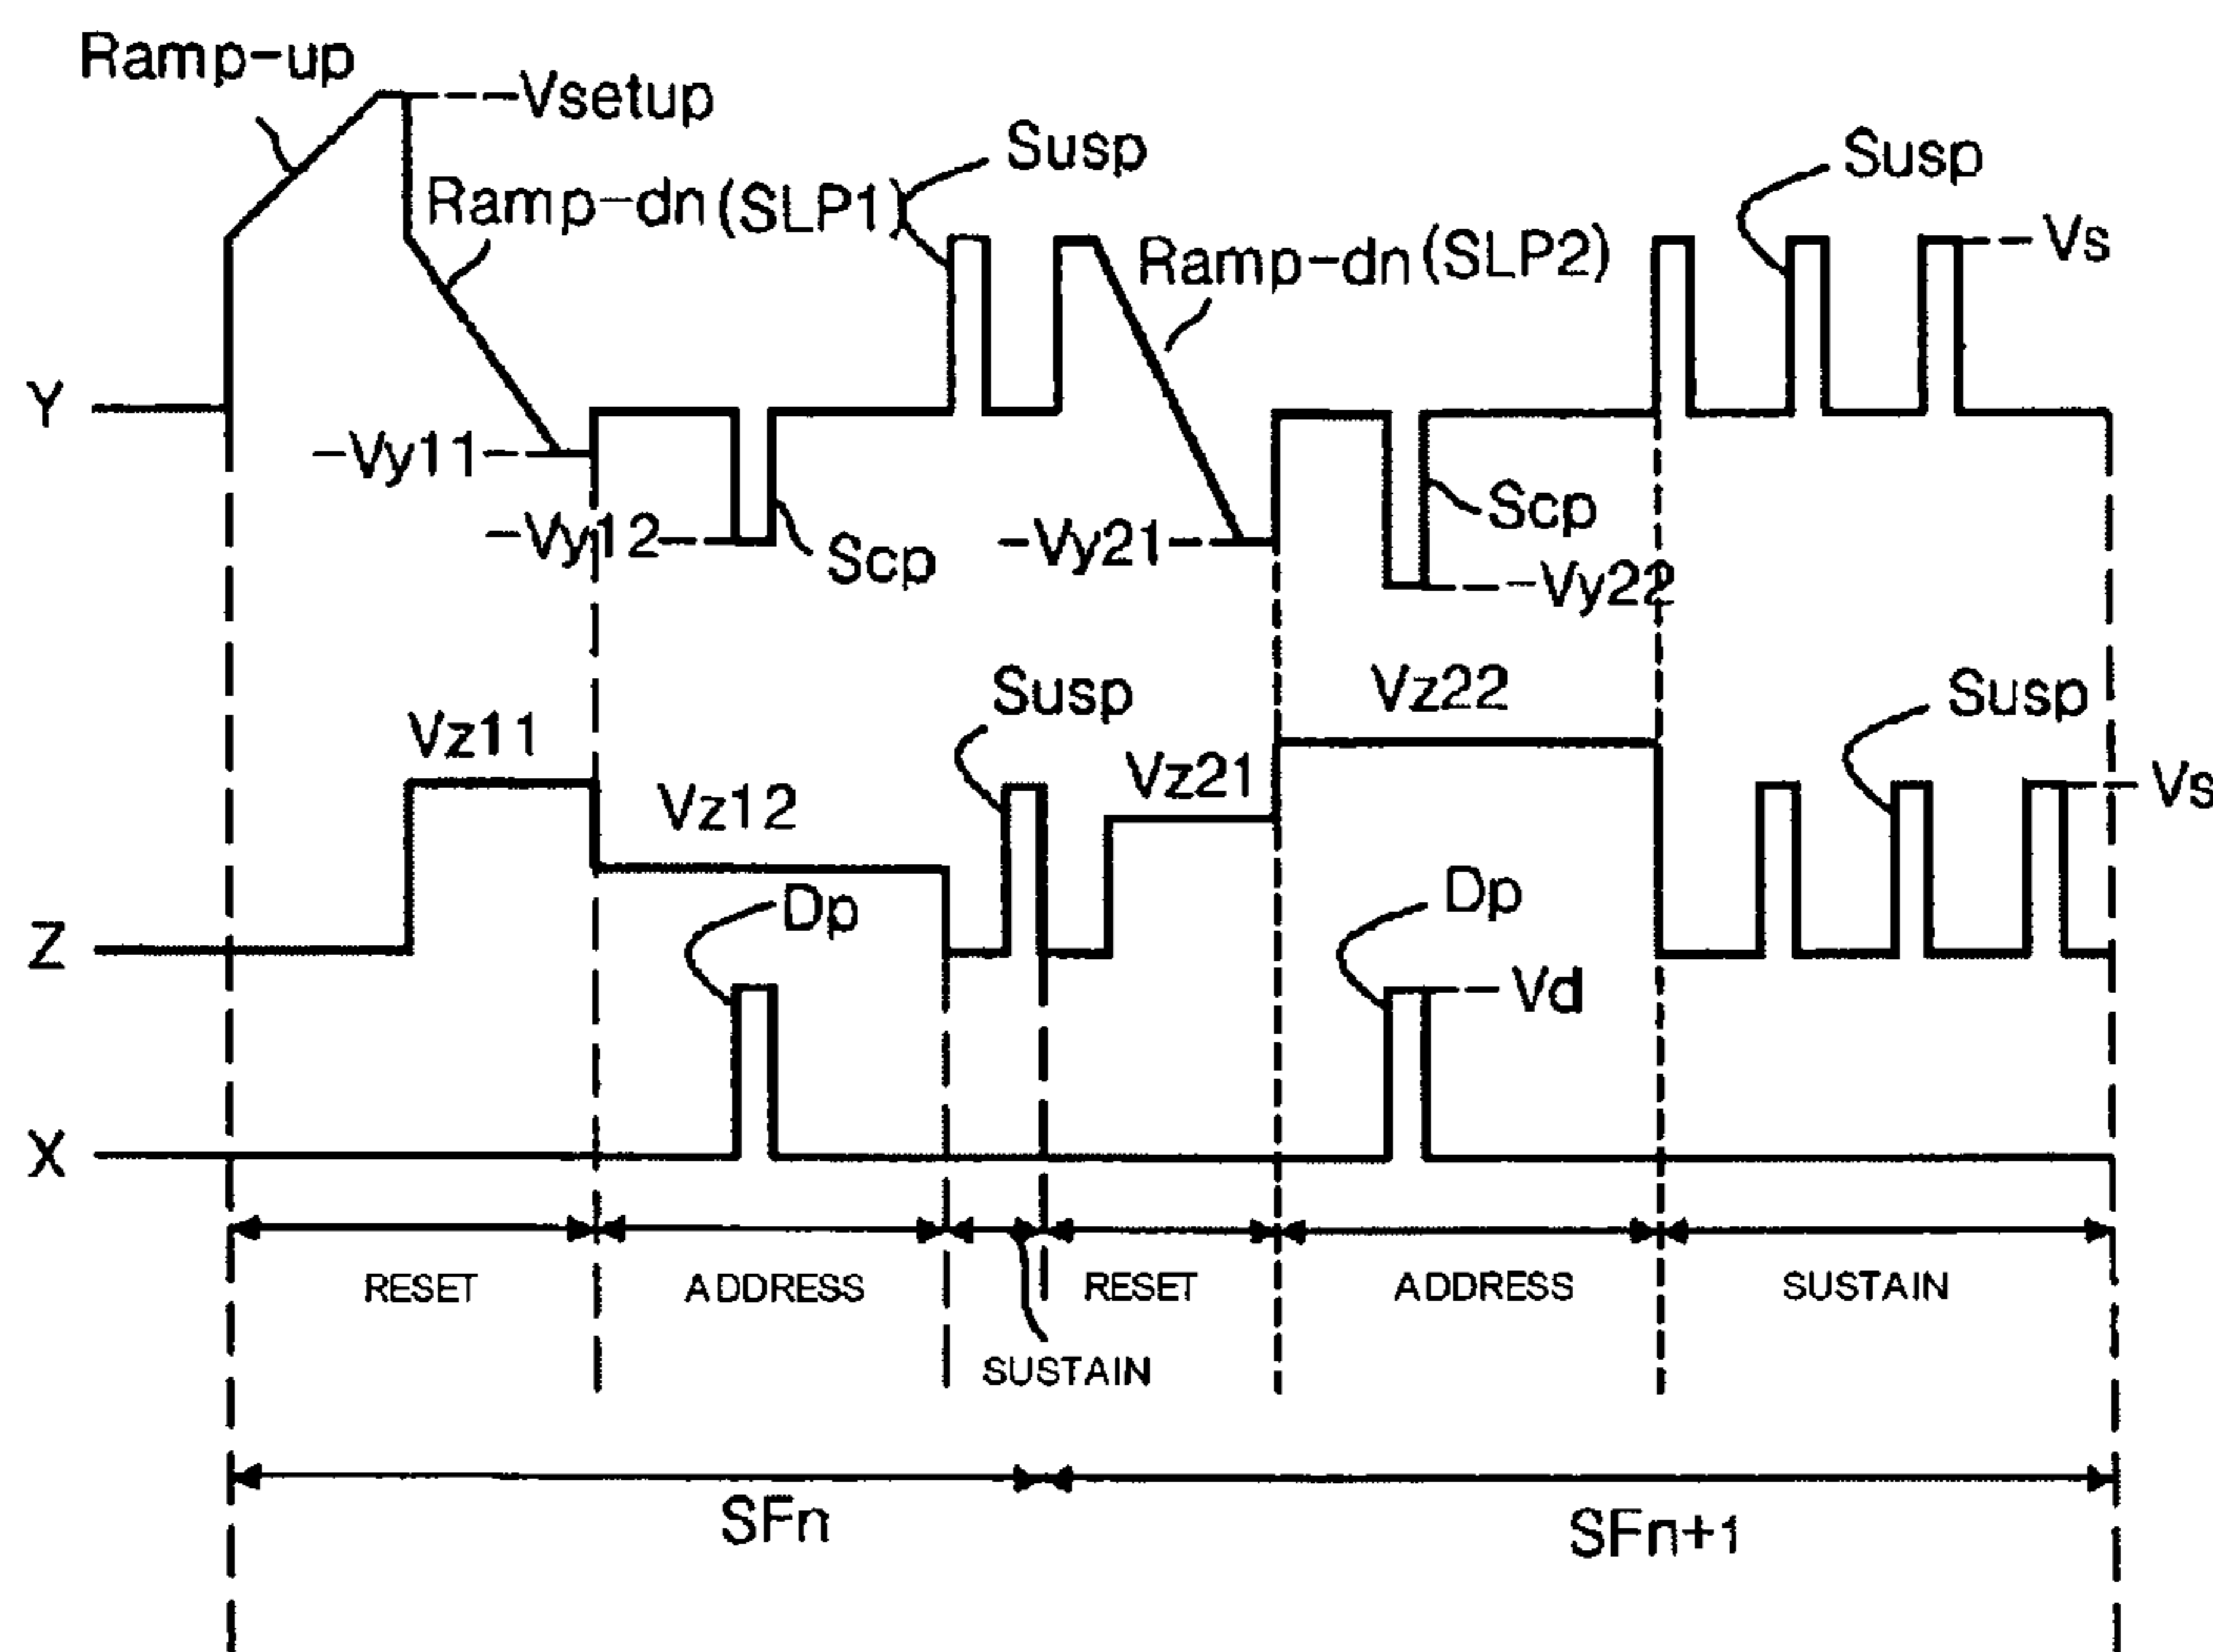 Ramp-up
Vsetup
Susp
Susp
Ramp-dn(SLP1)
Ramp-dn(SLP2)
Vs
Y
-Vy11
-Vy12
Scp
-Vy21
Scp
-Vy22
Vz11
Susp
Vz22
Susp
Vz12
Vz21
Vs
Dp
Dp
Z
Vd
X
RESET
ADDRESS
RESET
ADDRESS
SUSTAIN
SUSTAIN
SFn
SFn+1